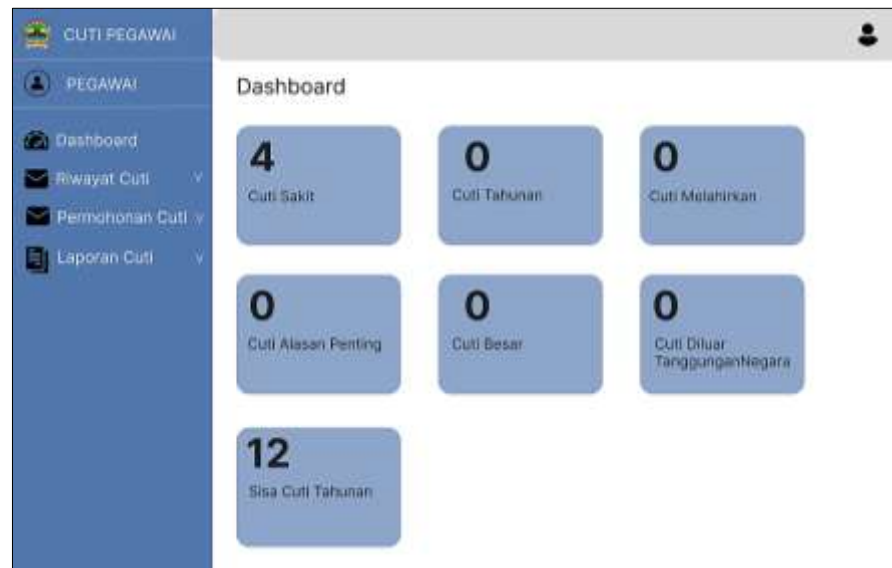 CUTI PEGAWAI
PEGAWAI
Dashboard
Riwayat Cuti
Permohonan Cuti
Laporan Cuti
Dashboard
4
Cuti Sakit
0
Cuti Tahunan
0
Cuti Melahirkan
0
Cuti Alasan Penting
0
Cuti Besar
0
Cuti Diluar
TanggunganNegara
12
Sisa Cuti Tahunan